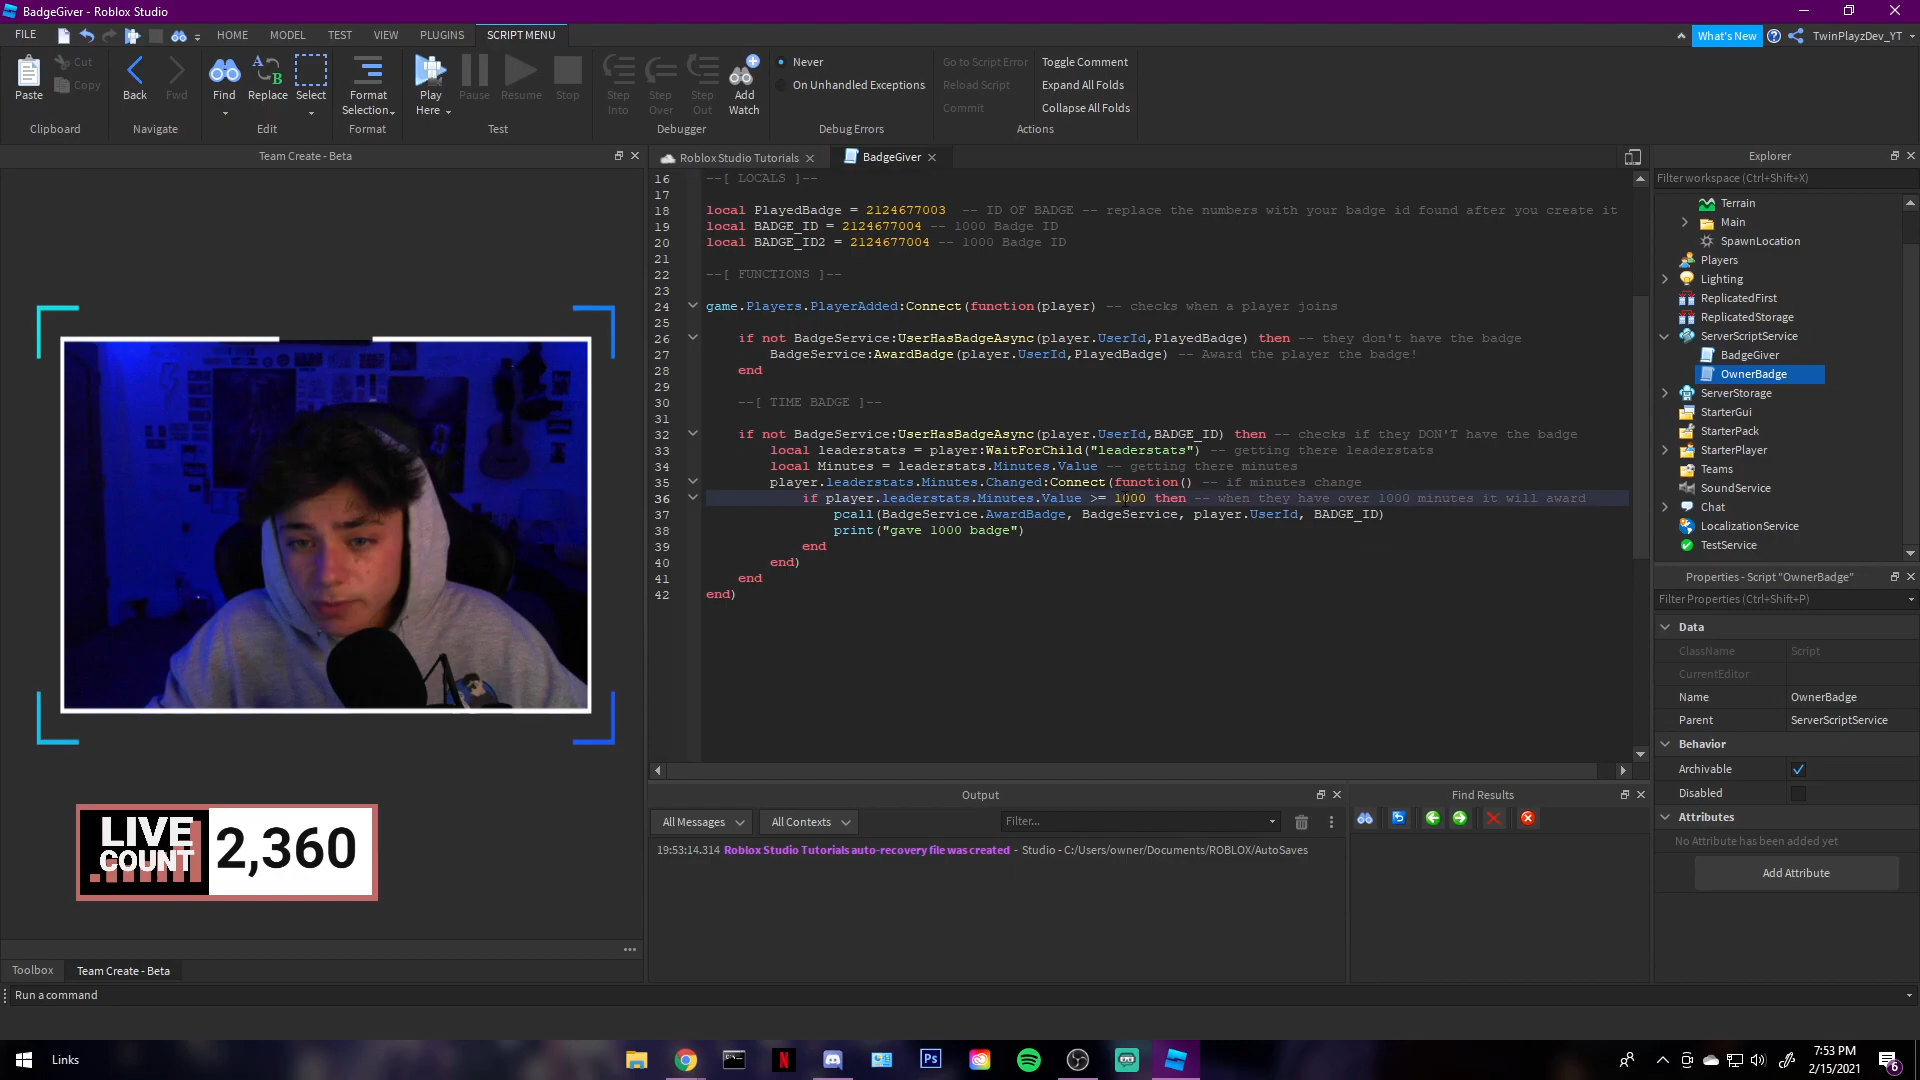 BadgeGiver - Roblox Studio
FILE
HOME
MODEL
TEST
VIEW
PLUGINS
SCRIPT MENU
What's New
TwinPlayzDev_YT
Paste
Cut
Copy
Clipboard
Back
Fwd
Navigate
Find
Replace
Select
Edit
Format
Selection
Format
Play
Here
Pause
Resume
Stop
Test
Step
Into
Step
Over
Step
Out
Add
Watch
Debugger
Never
On Unhandled Exceptions
Debug Errors
Go to Script Error
Reload Script
Commit
Toggle Comment
Expand All Folds
Collapse All Folds
Actions
Team Create - Beta
Roblox Studio Tutorials
BadgeGiver
16 --[ LOCALS ]--
17
18 local PlayedBadge = 2124677003 -- ID OF BADGE -- replace the numbers with your badge id found after you create it
19 local BADGE_ID = 2124677004 -- 1000 Badge ID
20 local BADGE_ID2 = 2124677004 -- 1000 Badge ID
21
22 --[ FUNCTIONS ]--
23
24 game.Players.PlayerAdded:Connect(function(player) -- checks when a player joins
25
26 if not BadgeService:UserHasBadgeAsync(player.UserId,PlayedBadge) then -- they don't have the badge
27 BadgeService:AwardBadge(player.UserId,PlayedBadge) -- Award the player the badge!
28 end
29
30 --[ TIME BADGE ]--
31
32 if not BadgeService:UserHasBadgeAsync(player.UserId,BADGE_ID) then -- checks if they DON'T have the badge
33 local leaderstats = player:WaitForChild("leaderstats") -- getting there leaderstats
34 local Minutes = leaderstats.Minutes.Value -- getting there minutes
35 player.leaderstats.Minutes.Changed:Connect(function() -- if minutes change
36 if player.leaderstats.Minutes.Value >= 1000 then -- when they have over 1000 minutes it will award
37 pcall(BadgeService.AwardBadge, BadgeService, player.UserId, BADGE_ID)
38 print("gave 1000 badge")
39 end
40 end)
41 end
42 end)
Explorer
Filter workspace (Ctrl+Shift+X)
Terrain
Main
SpawnLocation
Players
Lighting
ReplicatedFirst
ReplicatedStorage
ServerScriptService
BadgeGiver
OwnerBadge
ServerStorage
StarterGui
StarterPack
StarterPlayer
Teams
SoundService
Chat
LocalizationService
TestService
Properties - Script "OwnerBadge"
Filter Properties (Ctrl+Shift+P)
Data
ClassName Script
CurrentEditor
Name OwnerBadge
Parent ServerScriptService
Behavior
Archivable
Disabled
Attributes
No Attribute has been added yet
Add Attribute
LIVE
COUNT
2,360
Output
All Messages
All Contexts
Filter...
19:53:14.314 Roblox Studio Tutorials auto-recovery file was created - Studio - C:/Users/owner/Documents/ROBLOX/AutoSaves
Find Results
Toolbox
Team Create - Beta
Run a command
Links
N
Ps
7:53 PM
2/15/2021
6